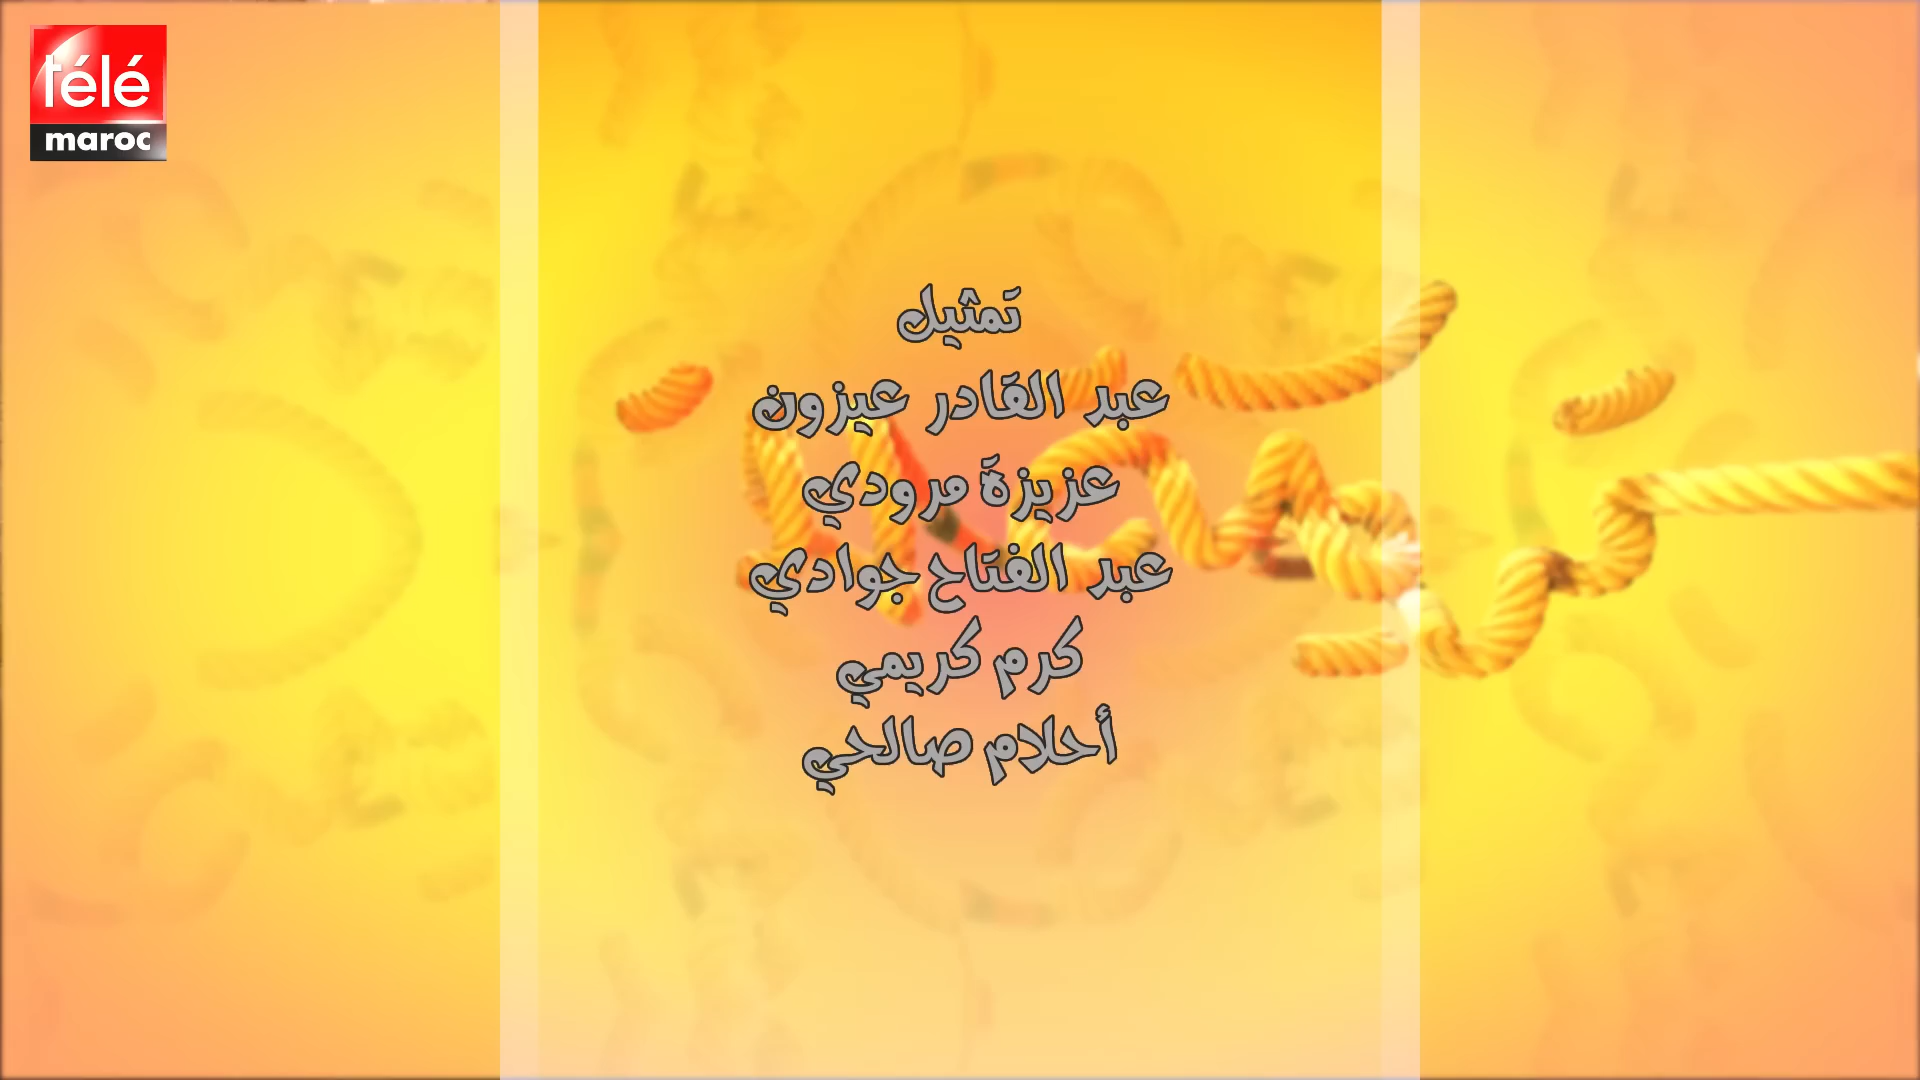 télé
maroc
تمثيل
عبد القادر عيزون
عزيزة مرودي
عبد الفتاح جوادي
كرم كريمي
أحلام صالحي